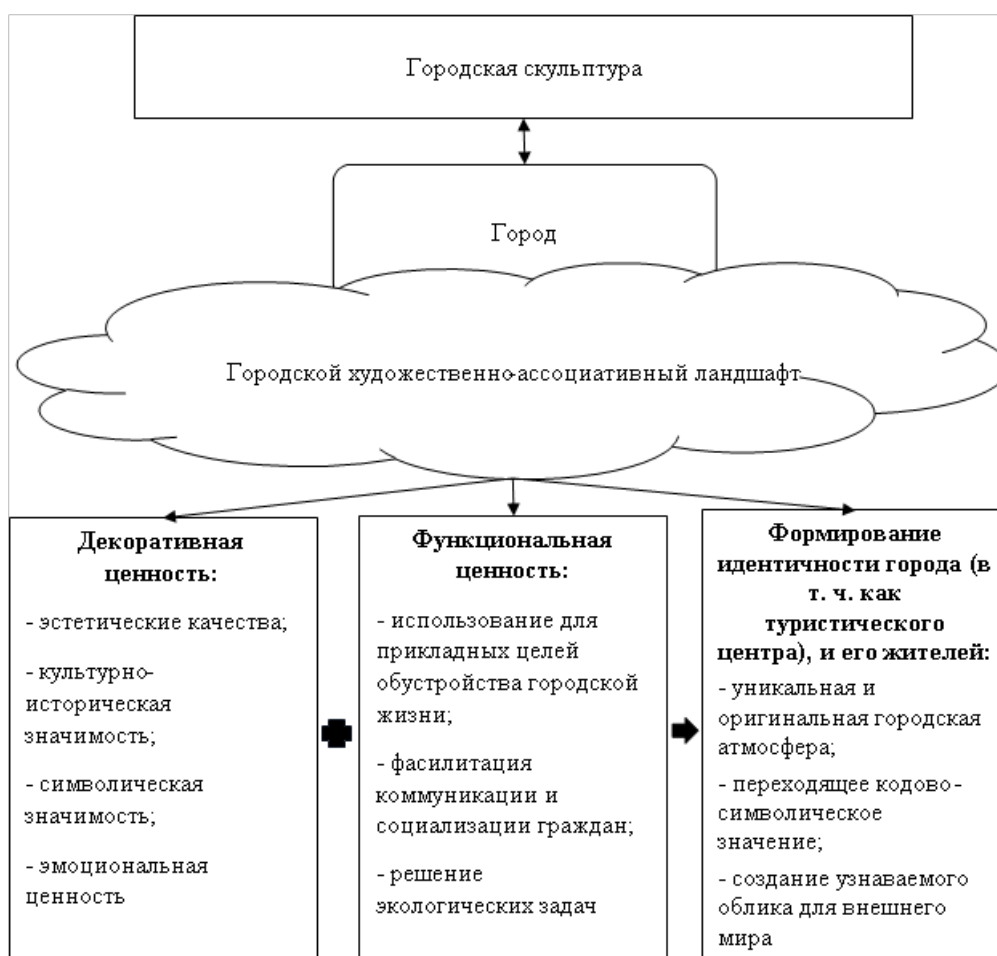 Городская скульптура
Город
Городской художественно-ассоциативный ландшафт
Декоративная
ценность:
- эстетические качества;
- культурно-
историческая
значимость;
- символическая
значимость;
- эмоциональная
ценность
Функциональная
ценность:
- использование для
прикладных целей
обустройства городской
жизни;
- фасилитация
коммуникации и
социализации граждан;
- решение
экологических задач
Формирование
идентичности города (в
т. ч. как
туристического
центра), и его жителей:
- уникальная и
оригинальная городская
атмосфера;
- переходящее кодово-
символическое
значение;
- создание узнаваемого
облика для внешнего
мира